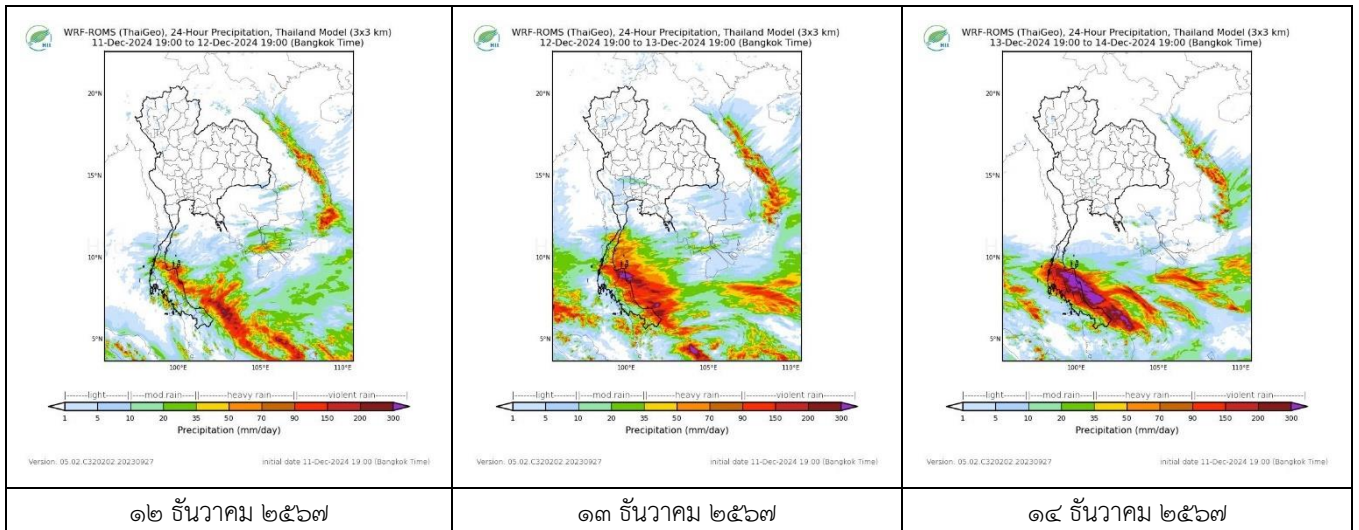 WRF-ROMS (ThaiGeo), 24-Hour Precipitation, Thailand Model (3x3 km)
11-Dec-2024 19:00 to 12-Dec-2024 19:00 (Bangkok Time)
20°N
15°N
10°N
5°N
100°E 105°E 110°E
|-------light------||----mod rain----||------heavy rain------||------violent rain-----|
1 5 10 20 35 50 70 90 150 200 300
Precipitation (mm/day)
Version: 05.02.C320202.20230927 initial date 11-Dec-2024 19:00 (Bangkok Time)
๑๒ ธันวาคม ๒๕๖๗
WRF-ROMS (ThaiGeo), 24-Hour Precipitation, Thailand Model (3x3 km)
12-Dec-2024 19:00 to 13-Dec-2024 19:00 (Bangkok Time)
20°N
15°N
10°N
5°N
100°E 105°E 110°E
|-------light------||----mod rain----||------heavy rain------||------violent rain-----|
1 5 10 20 35 50 70 90 150 200 300
Precipitation (mm/day)
Version: 05.02.C320202.20230927 initial date 11-Dec-2024 19:00 (Bangkok Time)
๑๓ ธันวาคม ๒๕๖๗
WRF-ROMS (ThaiGeo), 24-Hour Precipitation, Thailand Model (3x3 km)
13-Dec-2024 19:00 to 14-Dec-2024 19:00 (Bangkok Time)
20°N
15°N
10°N
5°N
100°E 105°E 110°E
|-------light------||----mod rain----||------heavy rain------||------violent rain-----|
1 5 10 20 35 50 70 90 150 200 300
Precipitation (mm/day)
Version: 05.02.C320202.20230927 initial date 11-Dec-2024 19:00 (Bangkok Time)
๑๔ ธันวาคม ๒๕๖๗